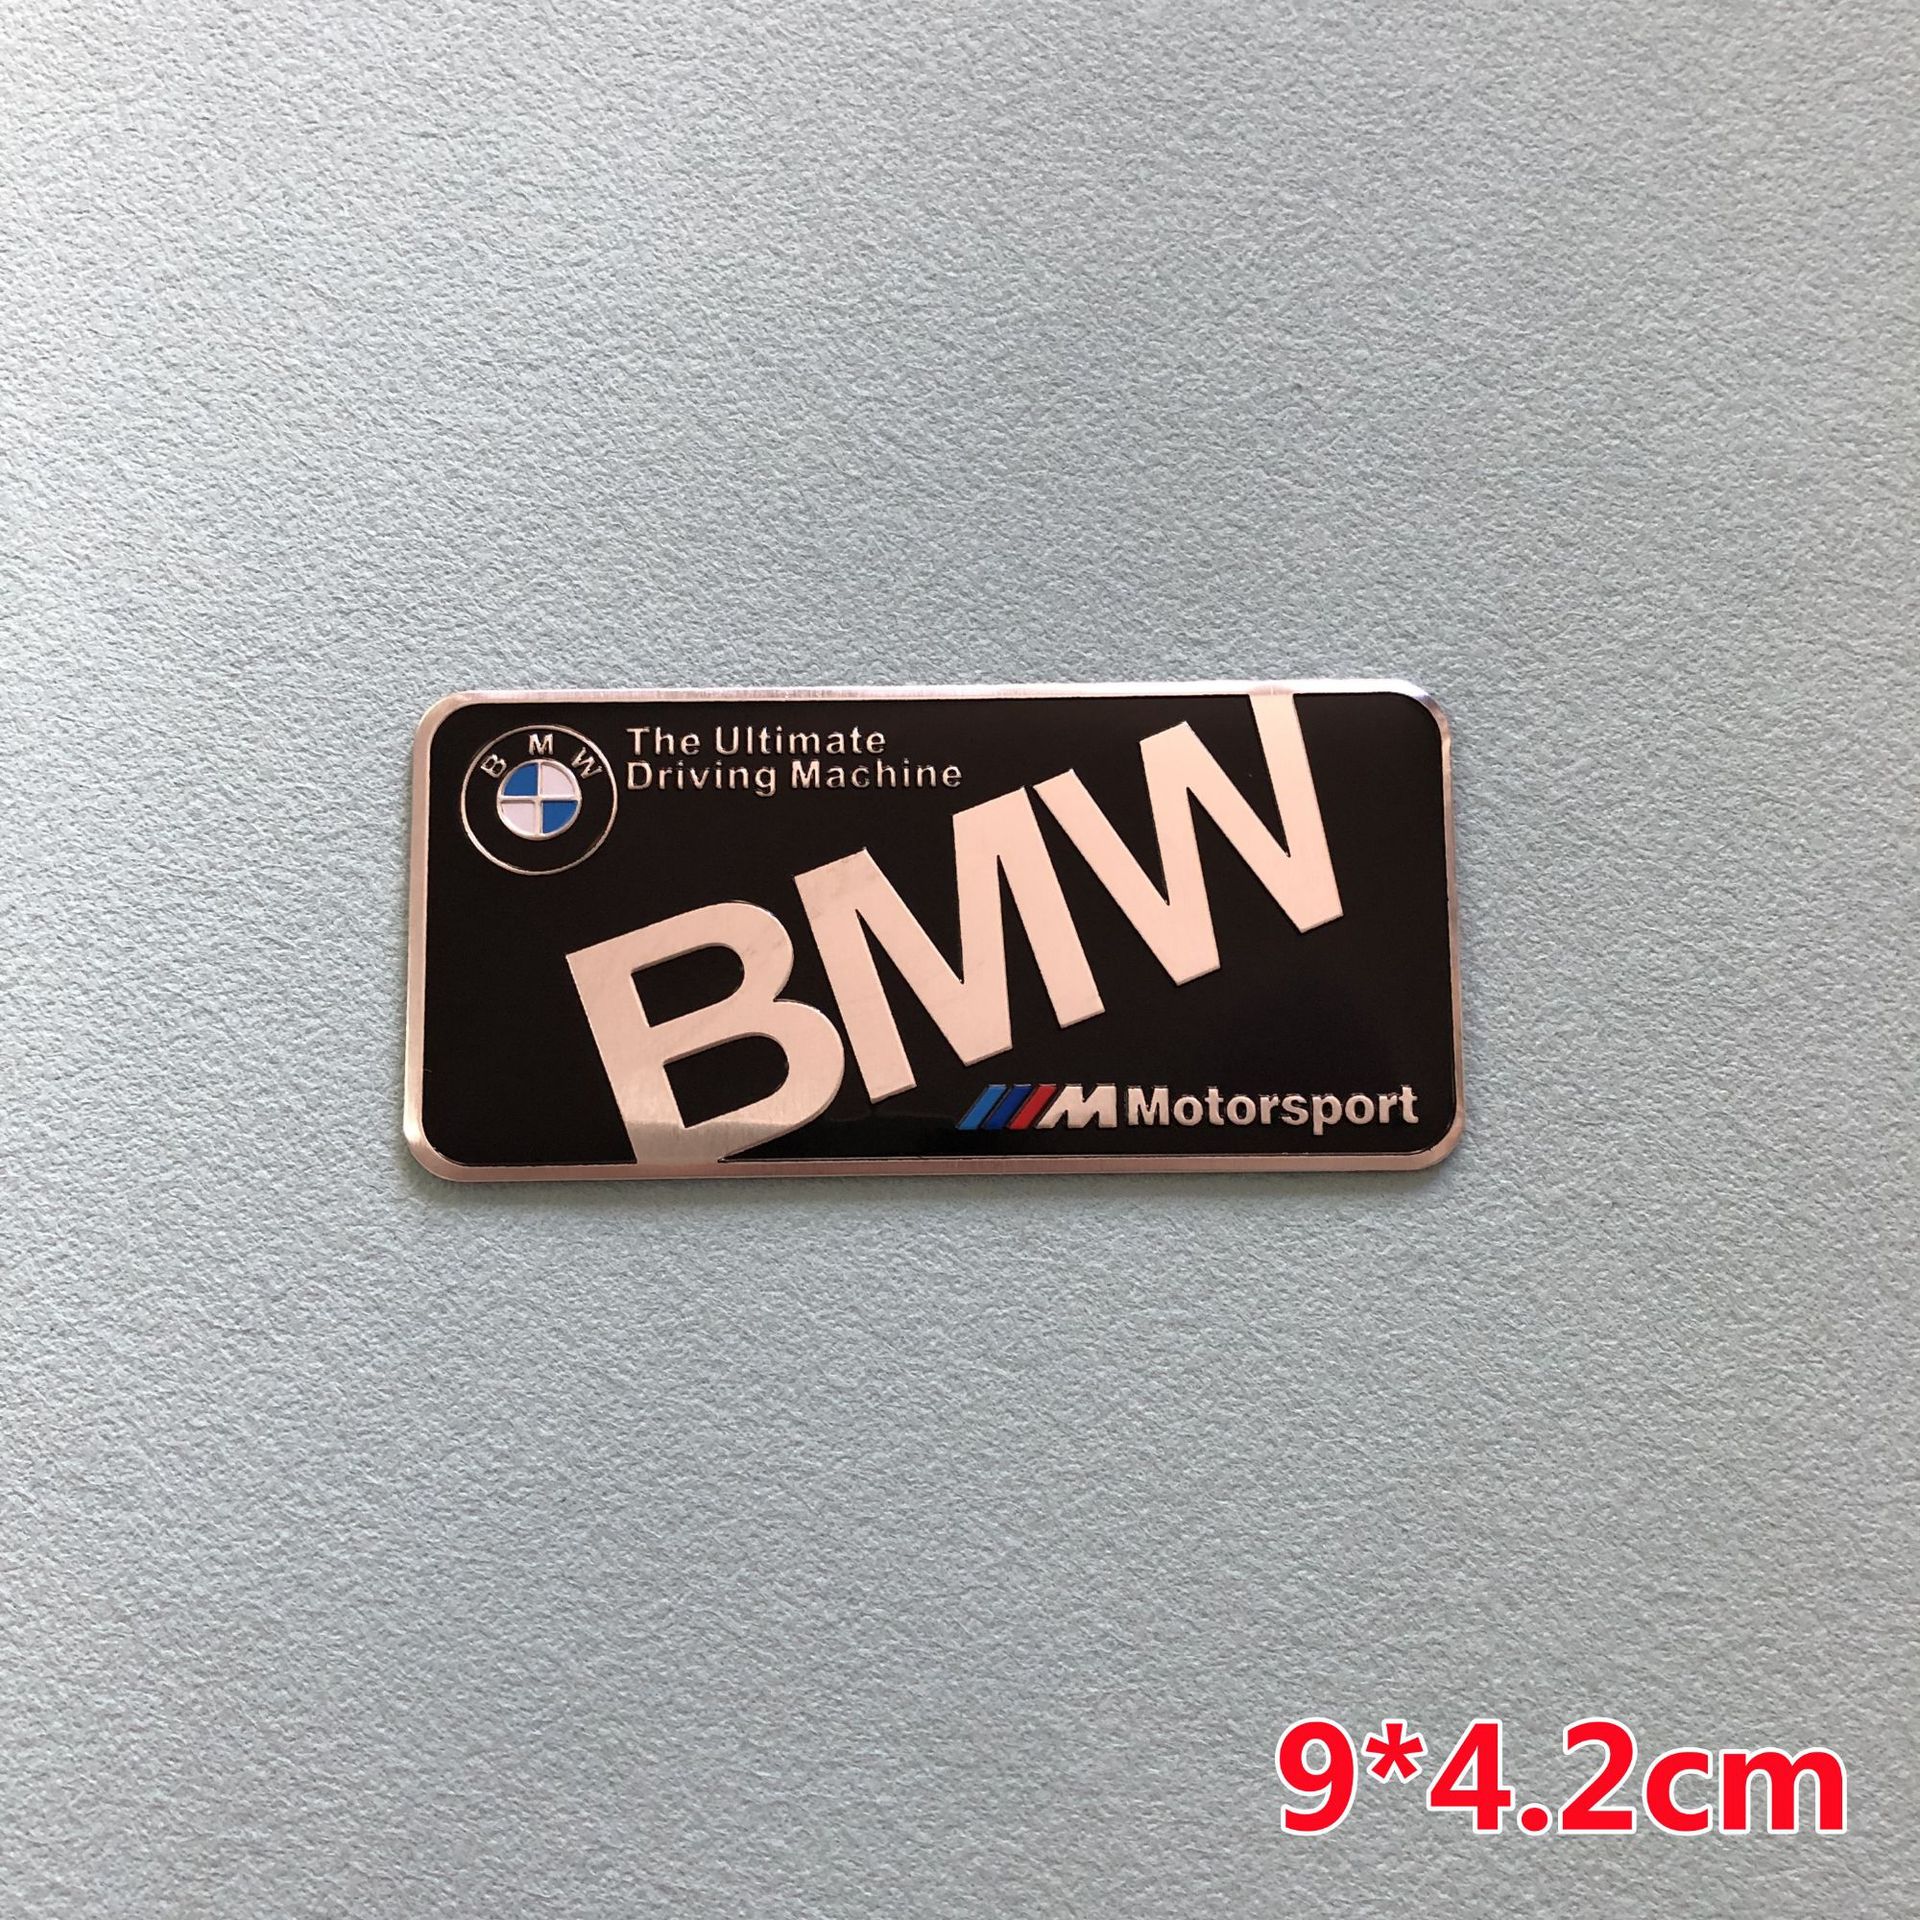 BMW
The Ultimate
Driving Machine
BMW
M Motorsport
9*4.2cm